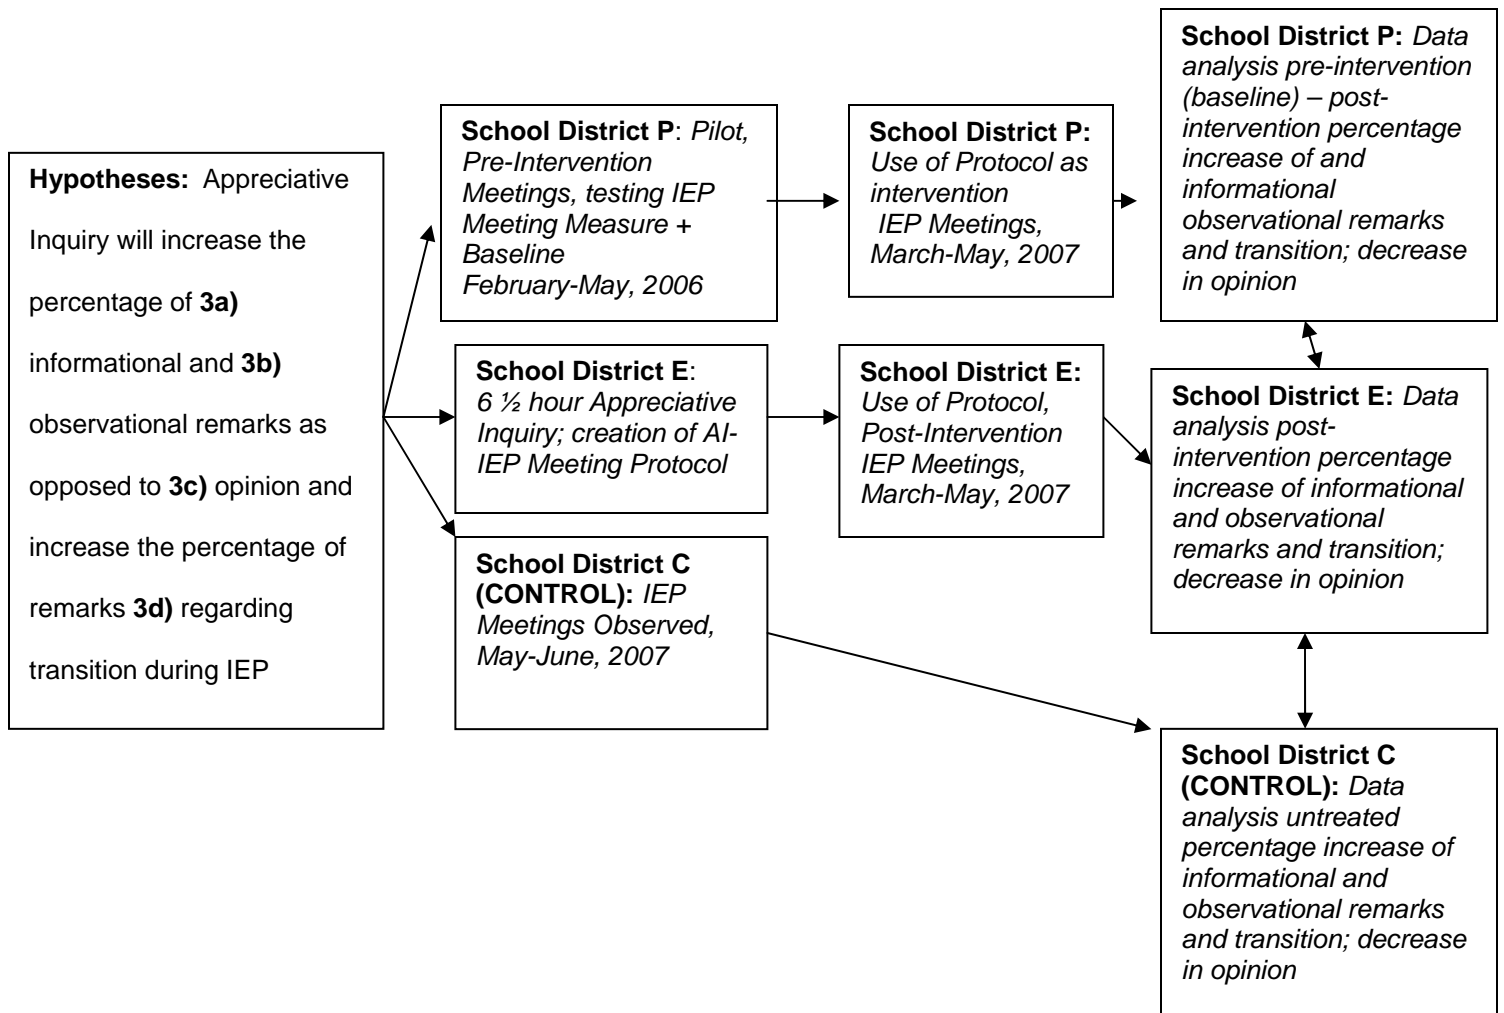 Hypotheses: Appreciative
Inquiry will increase the
percentage of 3a)
informational and 3b)
observational remarks as
opposed to 3c) opinion and
increase the percentage of
remarks 3d) regarding
transition during IEP
School District P: Pilot,
Pre-Intervention
Meetings, testing IEP
Meeting Measure +
Baseline
February-May, 2006
School District P:
Use of Protocol as
intervention
IEP Meetings,
March-May, 2007
School District P: Data
analysis pre-intervention
(baseline) – post-
intervention percentage
increase of and
informational
observational remarks
and transition; decrease
in opinion
School District E:
6 ½ hour Appreciative
Inquiry; creation of AI-
IEP Meeting Protocol
School District E:
Use of Protocol,
Post-Intervention
IEP Meetings,
March-May, 2007
School District E: Data
analysis post-
intervention percentage
increase of informational
and observational
remarks and transition;
decrease in opinion
School District C
(CONTROL): IEP
Meetings Observed,
May-June, 2007
School District C
(CONTROL): Data
analysis untreated
percentage increase of
informational and
observational remarks
and transition; decrease
in opinion